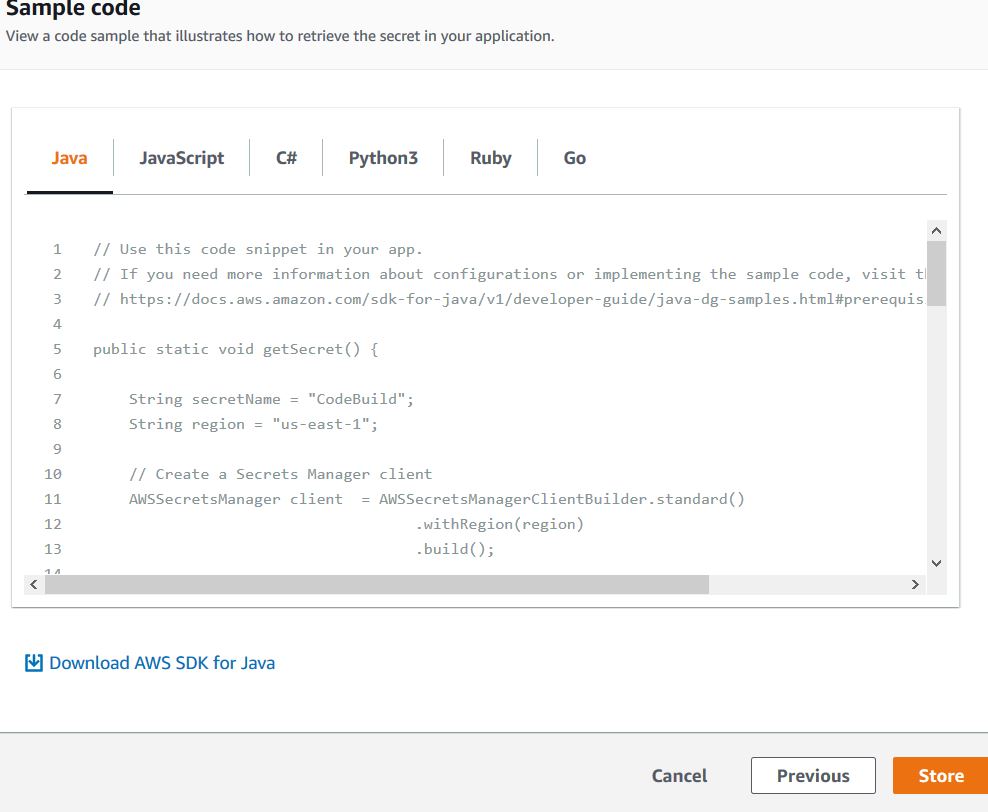 Sample code
View a code sample that illustrates how to retrieve the secret in your application.
Java JavaScript C# Python3 Ruby Go
1 // Use this code snippet in your app.
2 // If you need more information about configurations or implementing the sample code, visit
3 // https://docs.aws.amazon.com/sdk-for-java/v1/developer-guide/java-dg-samples.html#prerequis
4
5 public static void getSecret() {
6
7 String secretName = "CodeBuild";
8 String region = "us-east-1";
9
10 // Create a Secrets Manager client
11 AWSSecretsManager client  = AWSSecretsManagerClientBuilder.standard()
12 .withRegion(region)
13 .build();
14
Download AWS SDK for Java
Cancel Previous Store